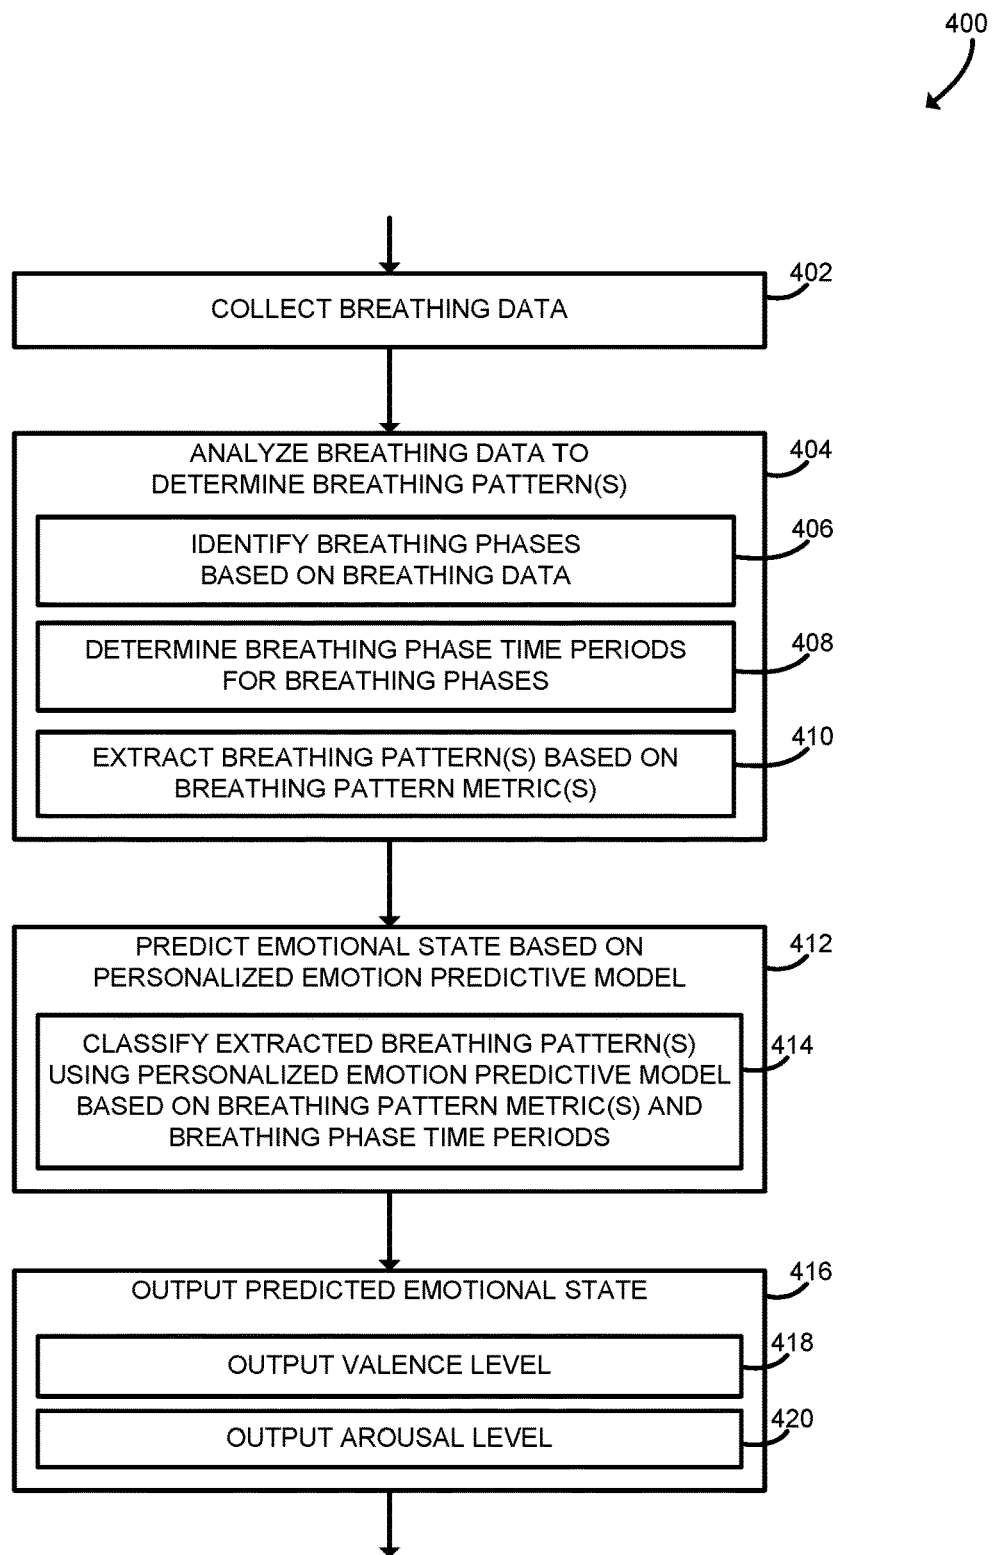 400
COLLECT BREATHING DATA
402
ANALYZE BREATHING DATA TO
DETERMINE BREATHING PATTERN(S)
404
IDENTIFY BREATHING PHASES
BASED ON BREATHING DATA
406
DETERMINE BREATHING PHASE TIME PERIODS
FOR BREATHING PHASES
408
EXTRACT BREATHING PATTERN(S) BASED ON
BREATHING PATTERN METRIC(S)
410
PREDICT EMOTIONAL STATE BASED ON
PERSONALIZED EMOTION PREDICTIVE MODEL
412
CLASSIFY EXTRACTED BREATHING PATTERN(S)
USING PERSONALIZED EMOTION PREDICTIVE MODEL
BASED ON BREATHING PATTERN METRIC(S) AND
BREATHING PHASE TIME PERIODS
414
OUTPUT PREDICTED EMOTIONAL STATE
416
OUTPUT VALENCE LEVEL
418
OUTPUT AROUSAL LEVEL
420